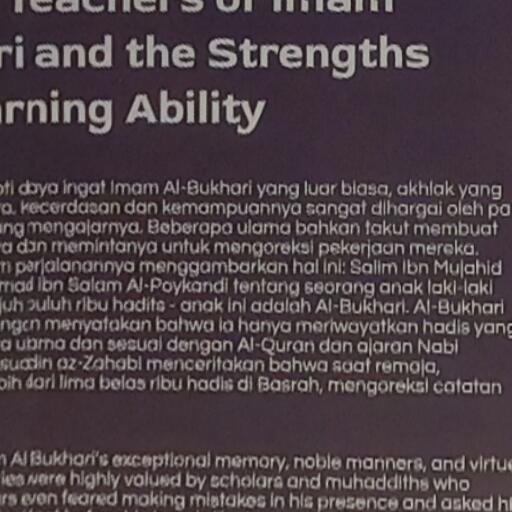 Teachers of Imam
ri and the Strengths
arning Ability
oti daya ingat Imam Al-Bukhari yang luar biasa, akhlak yang
a. Kecerdasan dan kemampuannya sangat dihargai oleh pa
ang mengajarnya. Beberapa ulama bahkan takut membuat
a dan memintanya untuk mengoreksi pekerjaan mereka.
m perjalanannya menggambarkan hal ini: Salim Ibn Mujahid
mad Ibn Salam Al-Poykandi tentang seorang anak laki-laki
juh puluh ribu hadits - anak ini adalah Al-Bukhari. Al-Bukhari
ngan menyatakan bahwa ia hanya meriwayatkan hadis yang
a utama dan sesuai dengan Al-Quran dan ajaran Nabi
suddin az-Zahabi menceritakan bahwa saat remaja,
bih dari lima belas ribu hadis di Basrah, mengoreksi catatan
n Al Bukhari's exceptional memory, noble manners, and virtue
ies were highly valued by scholars and muhaddiths who
rs even feared making mistakes in his presence and asked hi